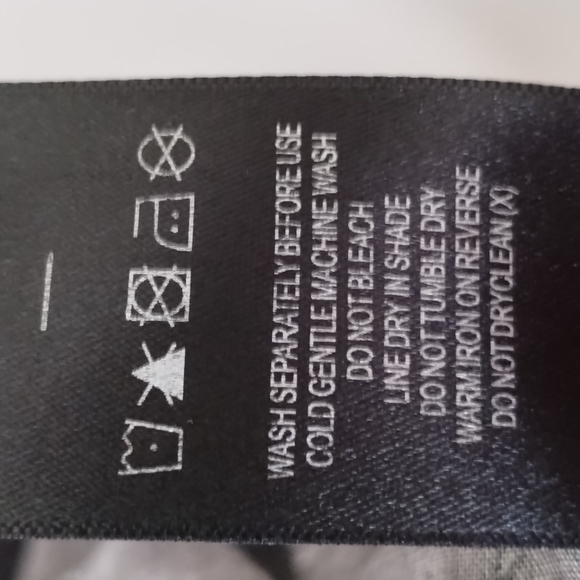 WASH SEPARATELY BEFORE USE
COLD GENTLE MACHINE WASH
DO NOT BLEACH
LINE DRY IN SHADE
DO NOT TUMBLE DRY
WARM IRON ON REVERSE
DO NOT DRYCLEAN (X)